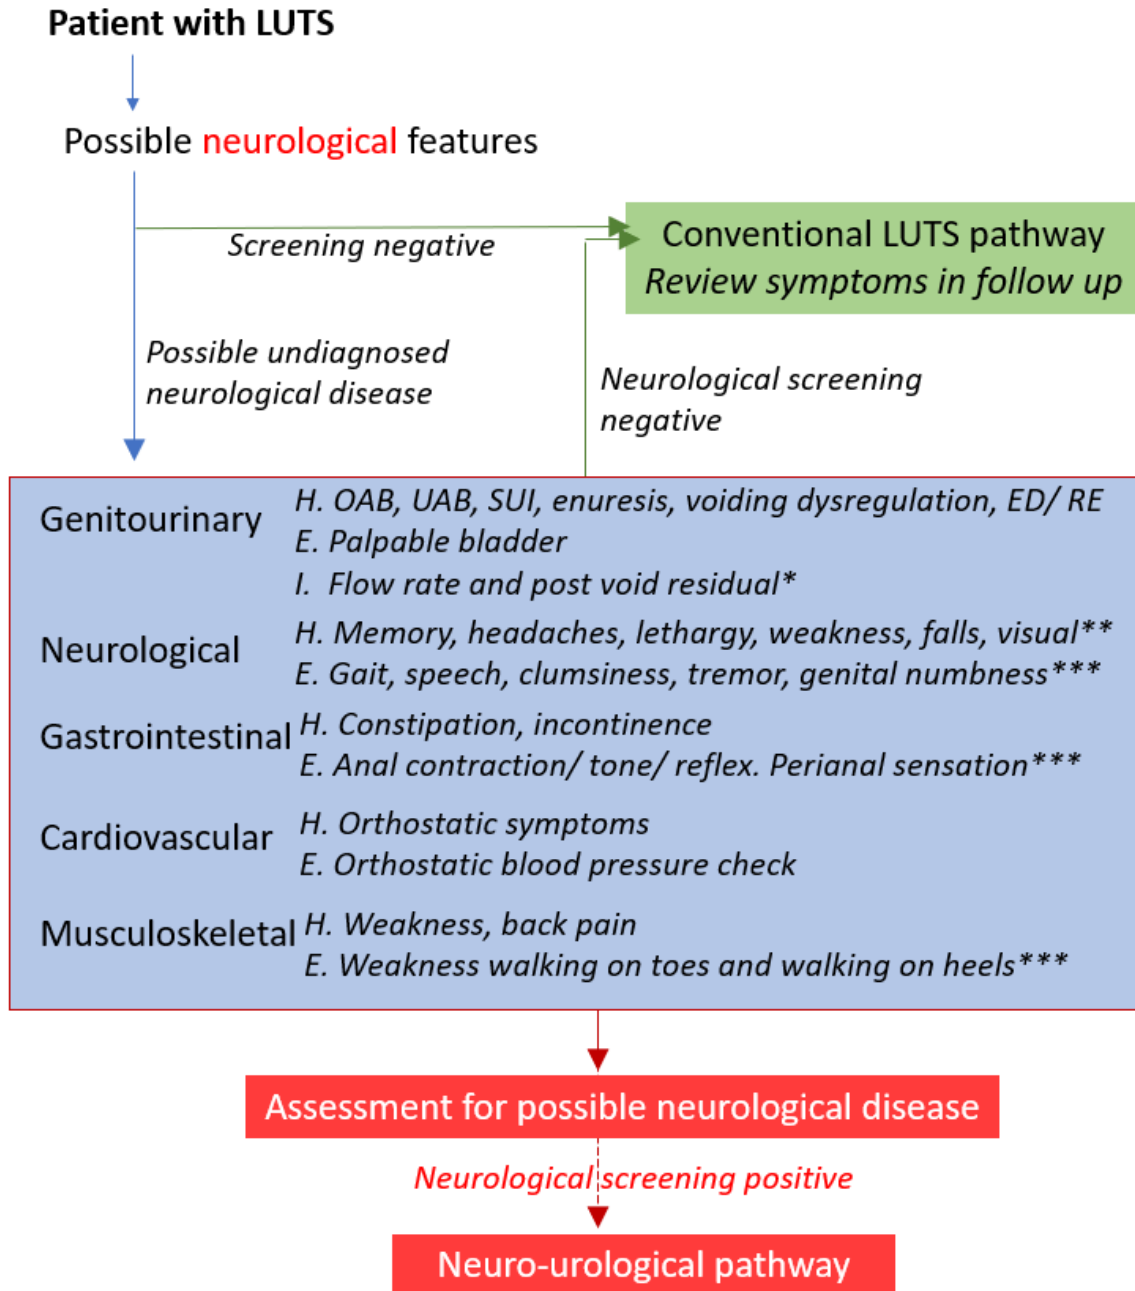 Patient with LUTS
Possible neurological features
Screening negative
Conventional LUTS pathway
Review symptoms in follow up
Possible undiagnosed
neurological disease
Neurological screening
negative
Genitourinary
H. OAB, UAB, SUI, enuresis, voiding dysregulation, ED/ RE
E. Palpable bladder
I. Flow rate and post void residual*
Neurological
H. Memory, headaches, lethargy, weakness, falls, visual**
E. Gait, speech, clumsiness, tremor, genital numbness***
Gastrointestinal
H. Constipation, incontinence
E. Anal contraction/ tone/ reflex. Perianal sensation***
Cardiovascular
H. Orthostatic symptoms
E. Orthostatic blood pressure check
Musculoskeletal
H. Weakness, back pain
E. Weakness walking on toes and walking on heels***
Assessment for possible neurological disease
Neurological screening positive
Neuro-urological pathway